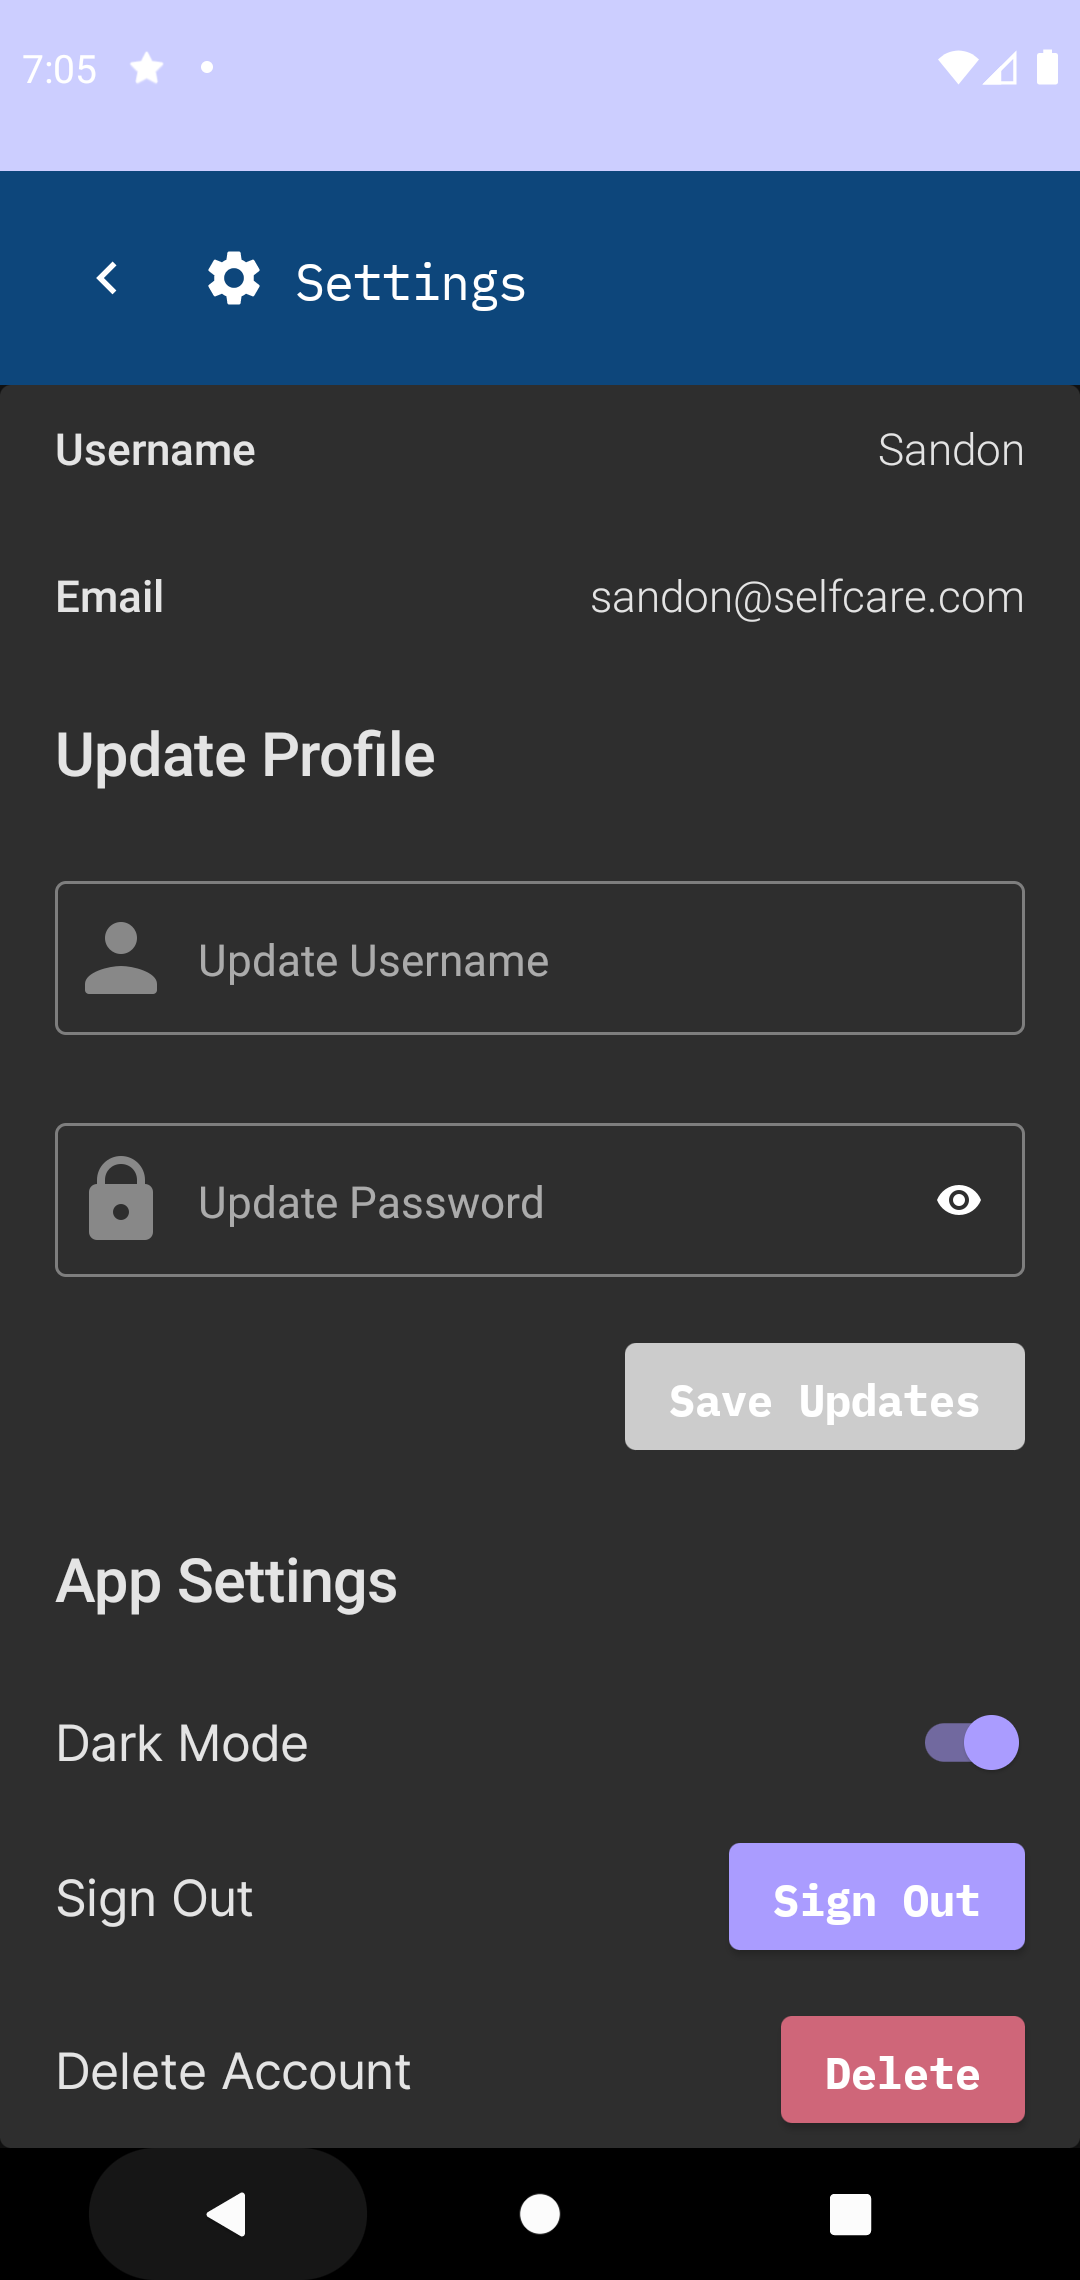 7:05
Settings
Username Sandon
Email sandon@selfcare.com
Update Profile
Update Username
Update Password
Save Updates
App Settings
Dark Mode
Sign Out Sign Out
Delete Account Delete